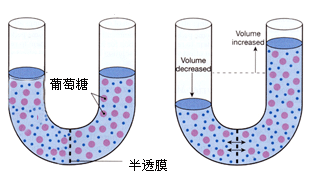 葡萄糖
半透膜
Volume
decreased
Volume
increased